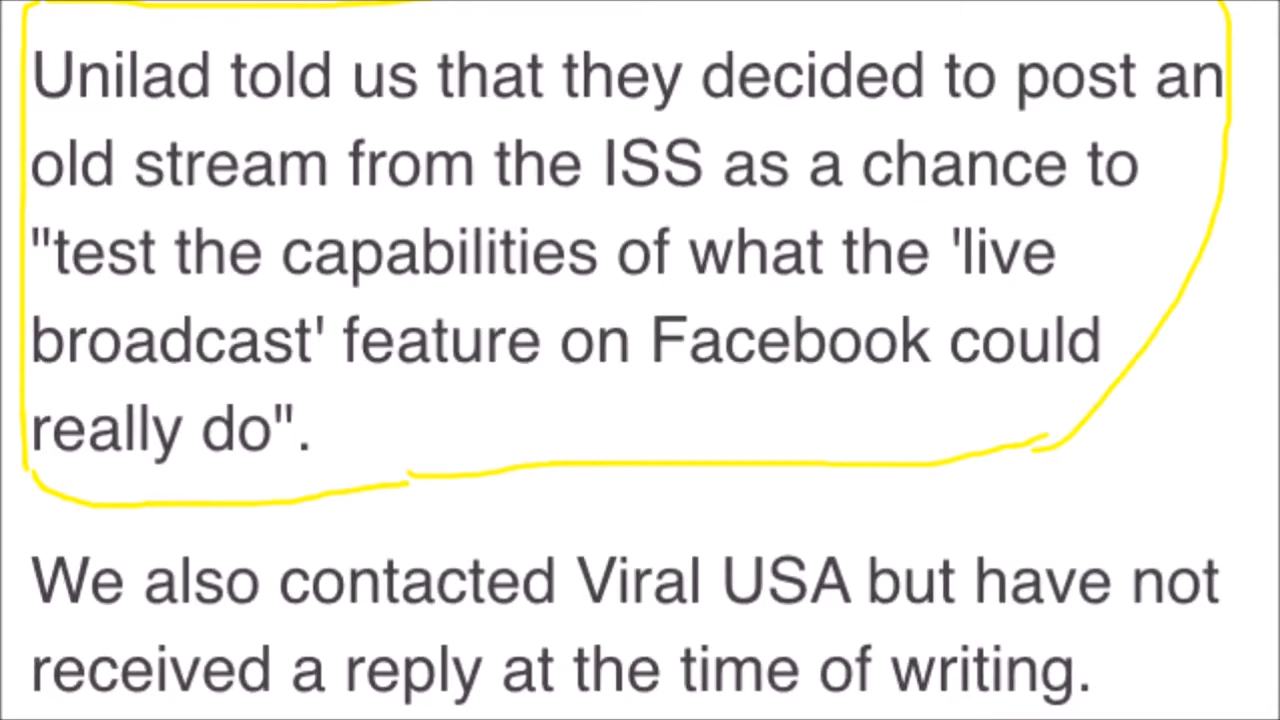 Unilad told us that they decided to post an
old stream from the ISS as a chance to
"test the capabilities of what the 'live
broadcast' feature on Facebook could
really do".
We also contacted Viral USA but have not
received a reply at the time of writing.